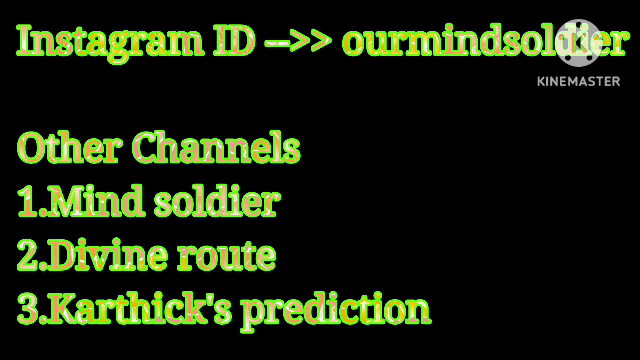 Instagram ID -->> ourmindsoldier
KINEMASTER
Other Channels
1.Mind soldier
2.Divine route
3.Karthick's prediction